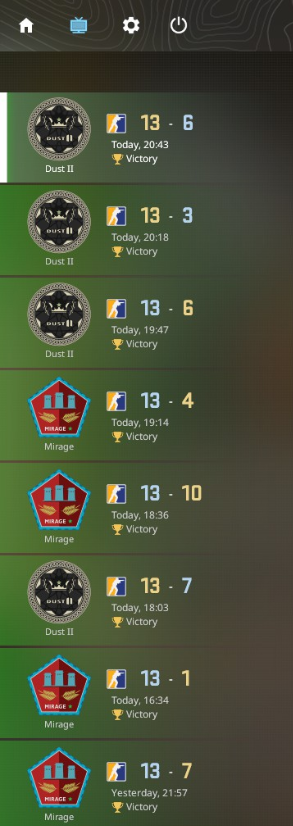 DUST II
13 - 6
Today, 20:43
Victory
Dust II
DUST II
13 - 3
Today, 20:18
Victory
Dust II
DUST II
13 - 6
Today, 19:47
Victory
Dust II
MIRAGE
13 - 4
Today, 19:14
Victory
Mirage
MIRAGE
13 - 10
Today, 18:36
Victory
Mirage
DUST II
13 - 7
Today, 18:03
Victory
Dust II
MIRAGE
13 - 1
Today, 16:34
Victory
Mirage
MIRAGE
13 - 7
Yesterday, 21:57
Victory
Mirage